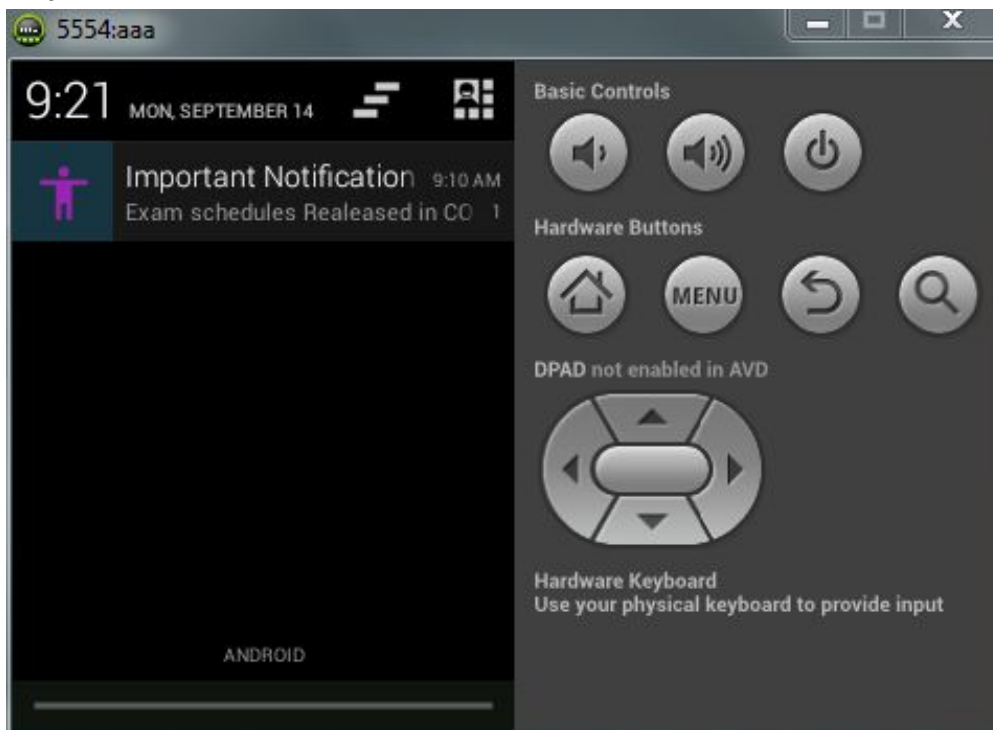 5554:aaa
9:21 MON, SEPTEMBER 14
Important Notification 9:10 AM
Exam schedules Realeased in CO 1
ANDROID
Basic Controls
Hardware Buttons
MENU
DPAD not enabled in AVD
Hardware Keyboard
Use your physical keyboard to provide input